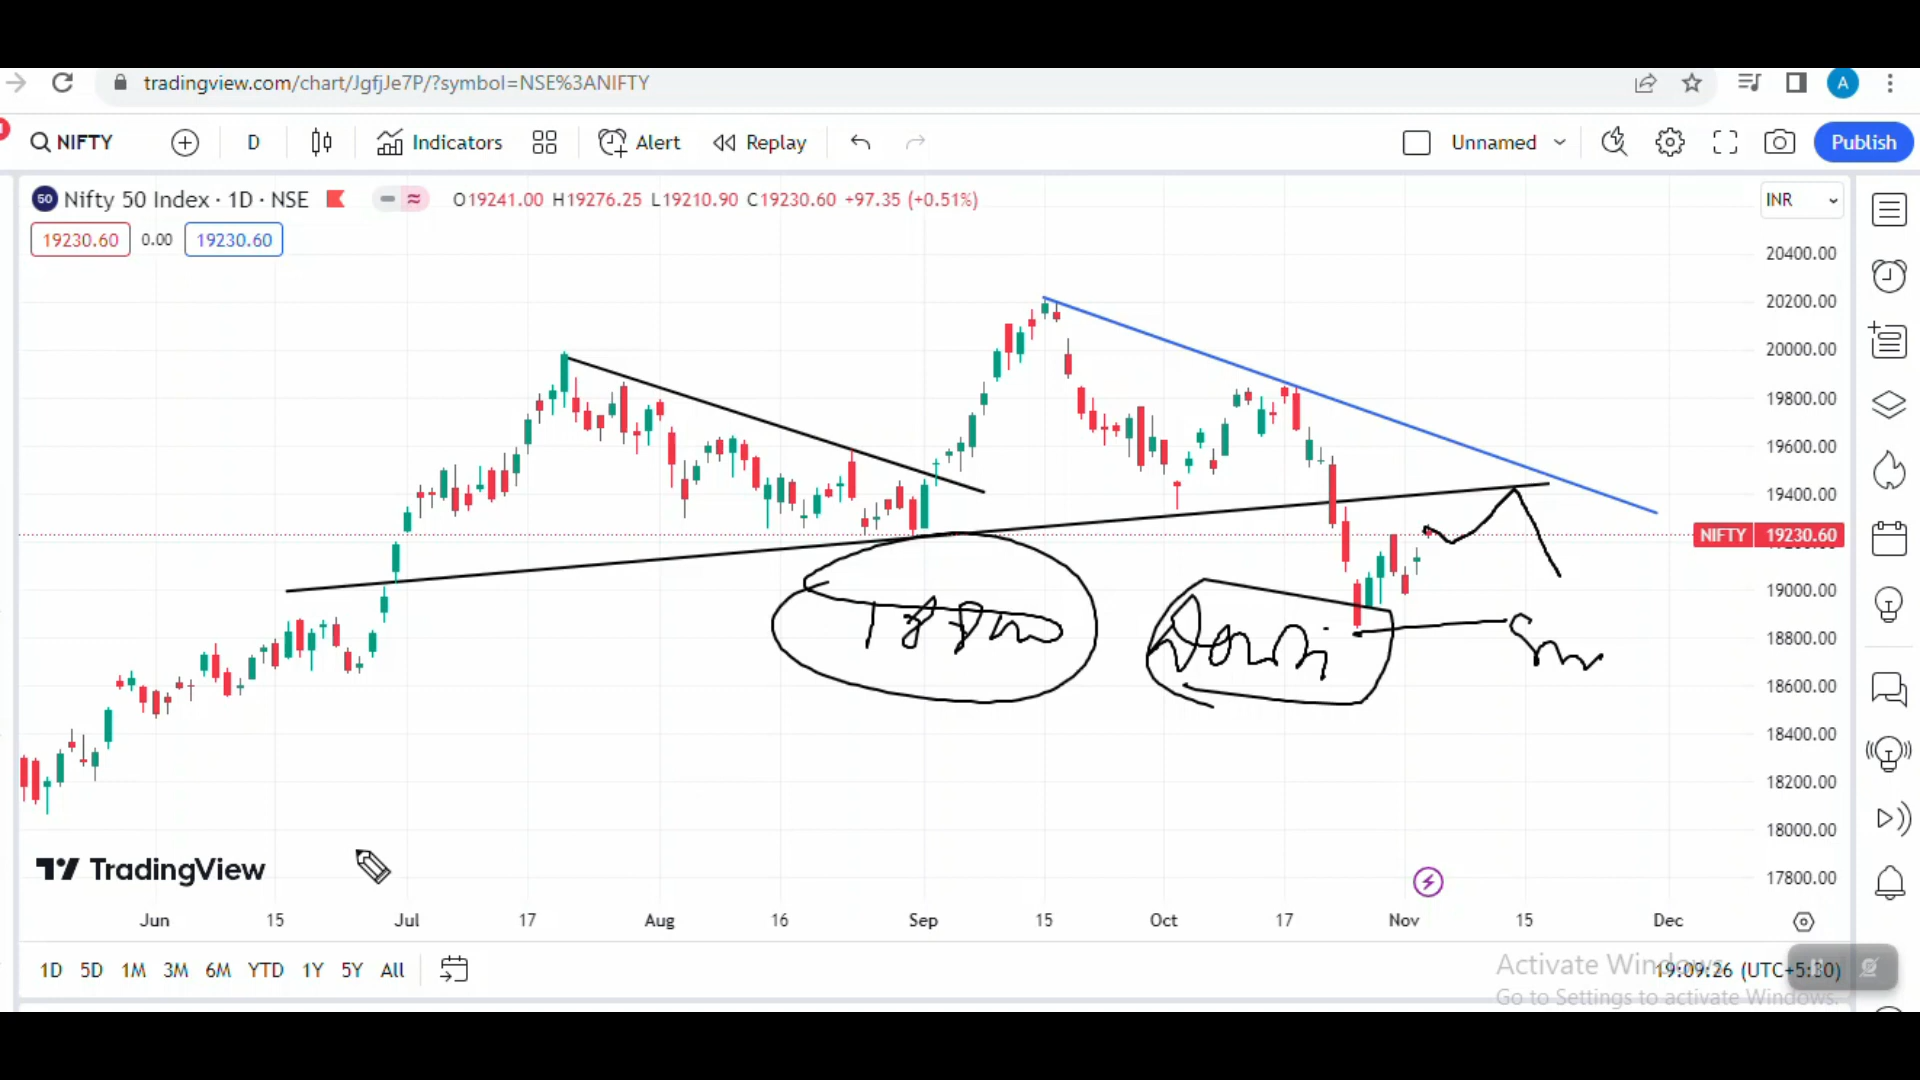 tradingview.com/chart/JgfjJe7P/?symbol=NSE%3ANIFTY
A
NIFTY D Indicators Alert Replay Unnamed Publish
50 Nifty 50 Index · 1D · NSE O19241.00 H19276.25 L19210.90 C19230.60 +97.35 (+0.51%) INR
19230.60 0.00 19230.60
20400.00
20200.00
20000.00
19800.00
19600.00
19400.00
NIFTY 19230.60
19000.00
18800.00
18600.00
18400.00
18200.00
18000.00
17800.00
TradingView
Jun 15 Jul 17 Aug 16 Sep 15 Oct 17 Nov 15 Dec
1D 5D 1M 3M 6M YTD 1Y 5Y All 19:09:26 (UTC+5:30)
Activate Windows
Go to Settings to activate Windows.